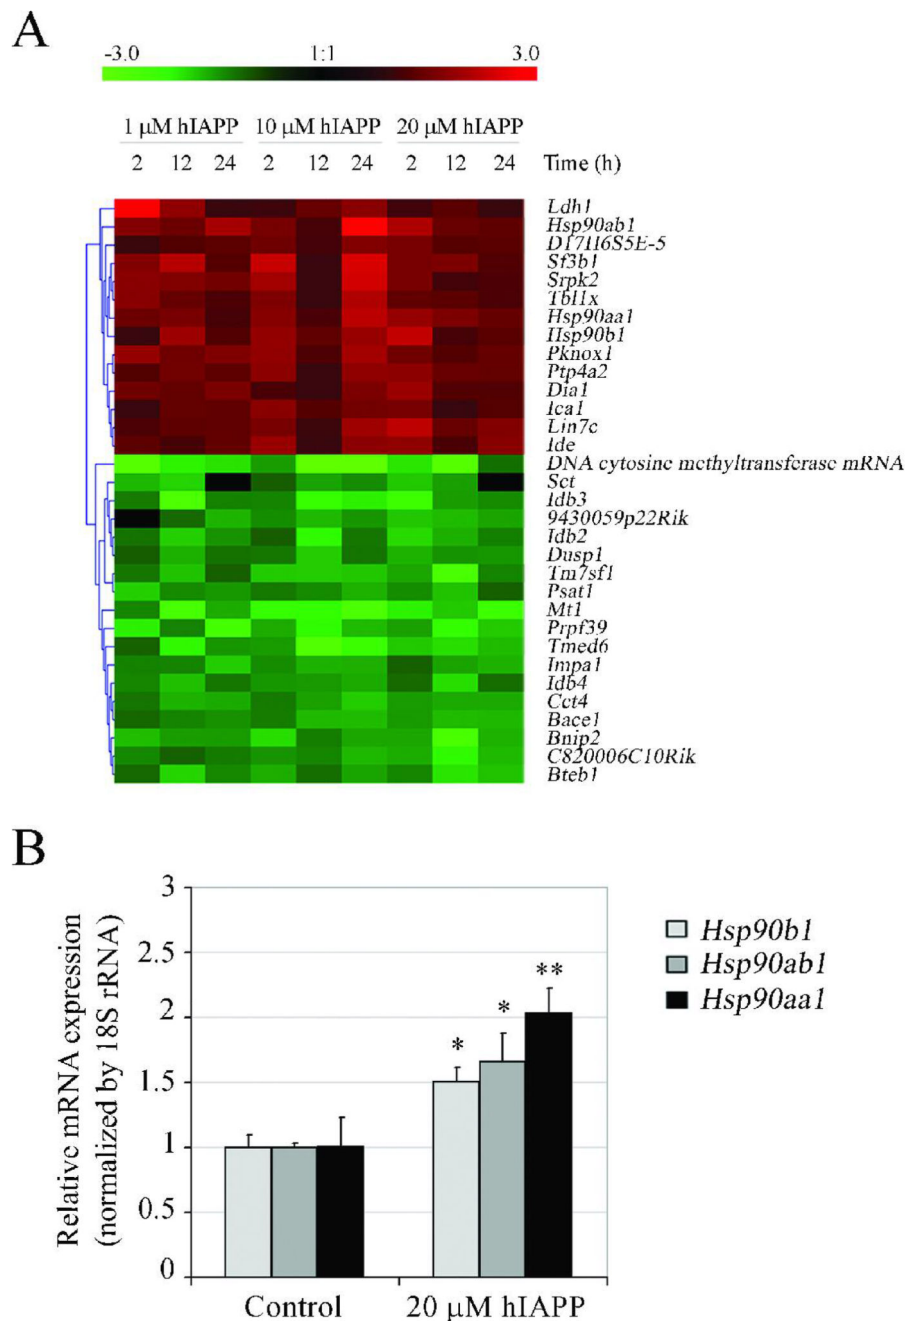 A
-3.0 1:1 3.0
1 μM hIAPP 10 μM hIAPP 20 μM hIAPP
2 12 24 2 12 24 2 12 24 Time (h)
Ldh1
Hsp90ab1
D17H6S5E-5
Sf3b1
Srpk2
Tbl1x
Hsp90aa1
Hsp90b1
Pknox1
Ptp4a2
Dia1
Ica1
Lin7c
Ide
DNA cytosine methyltransferase mRNA
Sct
Idb3
9430059p22Rik
Idb2
Dusp1
Tm7sf1
Psat1
Mt1
Prpf39
Tmed6
Impa1
Idb4
Cct4
Bace1
Bnip2
C820006C10Rik
Bteb1
B
Relative mRNA expression
(normalized by 18S rRNA)
3
2.5
2
1.5
1
0.5
0
* * **
Control 20 μM hIAPP
Hsp90b1
Hsp90ab1
Hsp90aa1